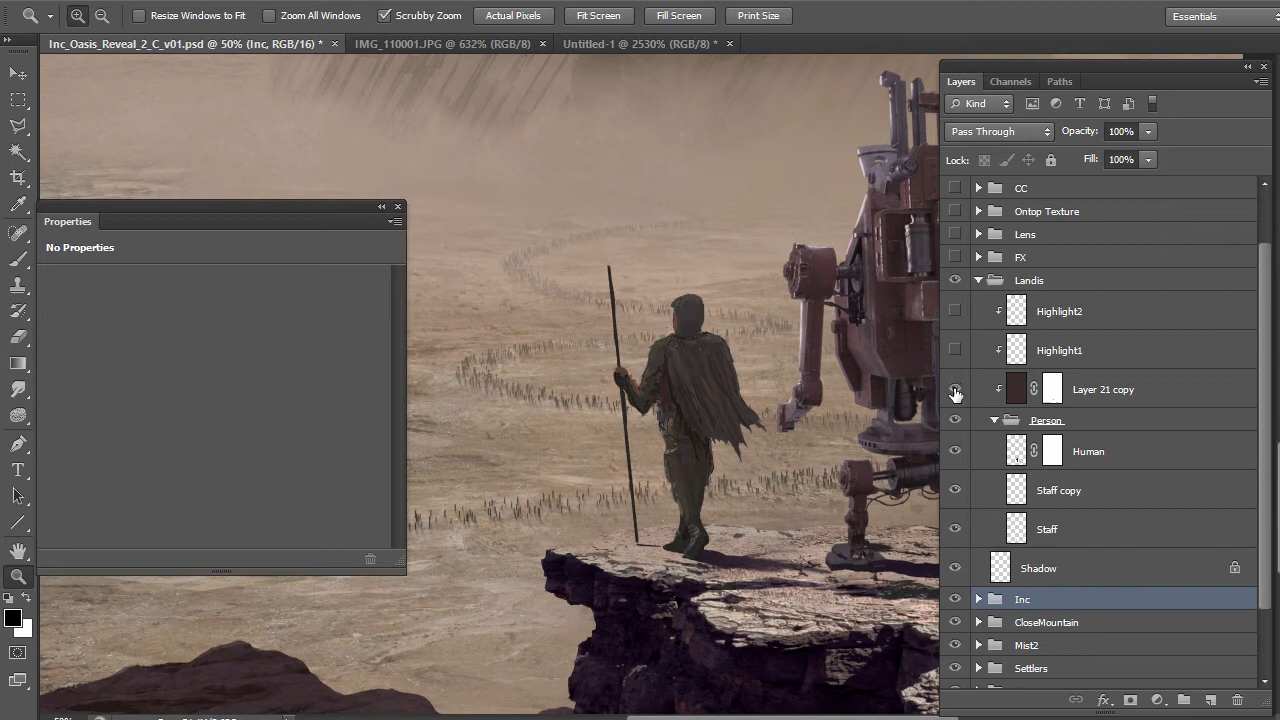 Resize Windows to Fit Zoom All Windows Scrubby Zoom Actual Pixels Fit Screen Fill Screen Print Size Essentials
Inc_Oasis_Reveal_2_C_v01.psd @ 50% (Inc, RGB/16) * × IMG_110001.JPG @ 632% (RGB/8) × Untitled-1 @ 2530% (RGB/8) * ×
Layers Channels Paths
Kind
Pass Through Opacity: 100%
Lock: Fill: 100%
CC
Ontop Texture
Lens
FX
Landis
Highlight2
Highlight1
Layer 21 copy
Person
Human
Staff copy
Staff
Shadow
Inc
CloseMountain
Mist2
Settlers
Properties
No Properties